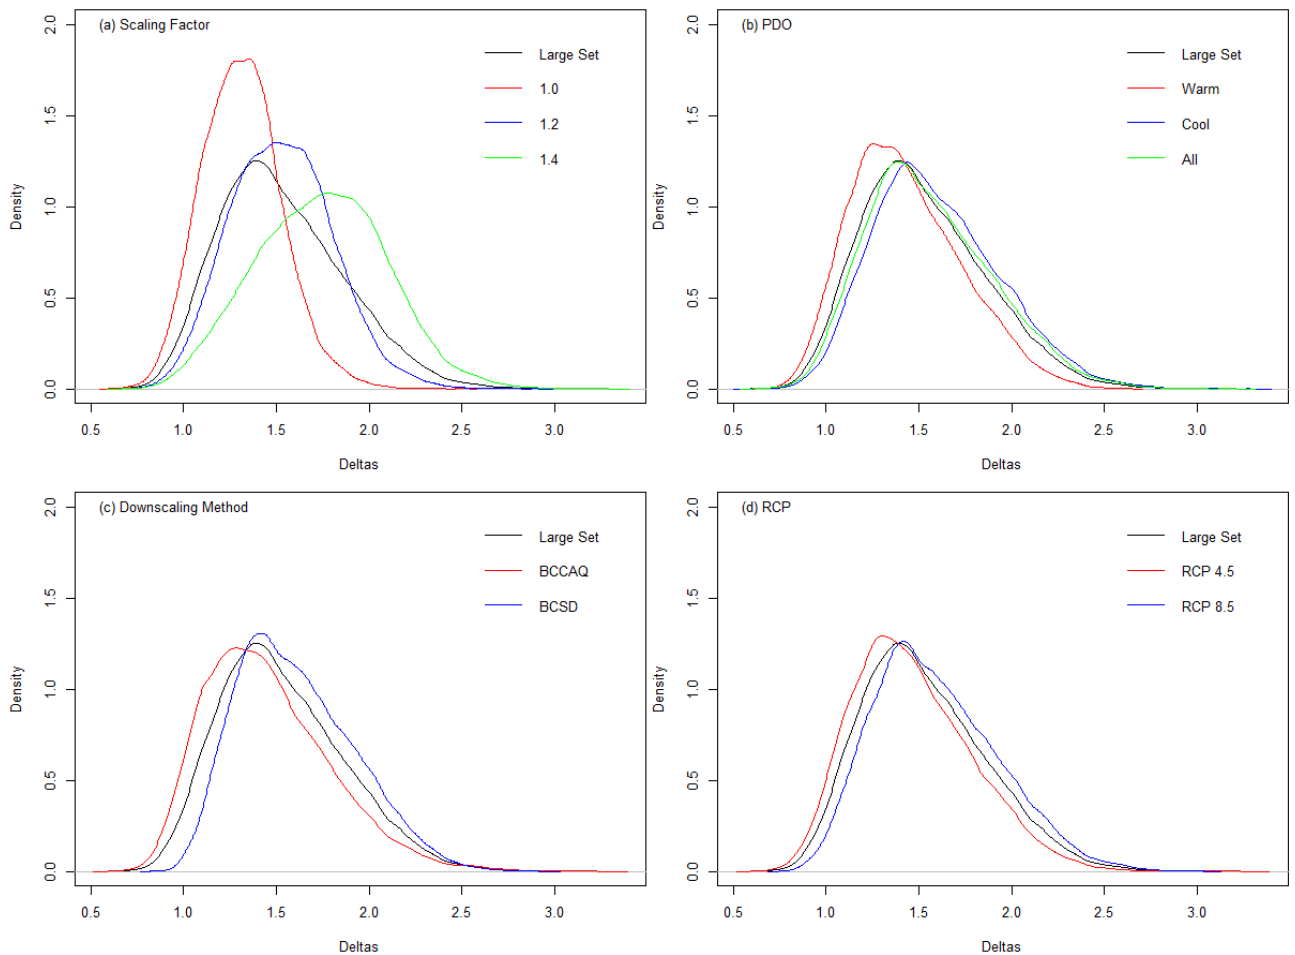 (a) Scaling Factor
Large Set
1.0
1.2
1.4
Density
0.0
0.5
1.0
1.5
2.0
0.5 1.0 1.5 2.0 2.5 3.0
Deltas
(b) PDO
Large Set
Warm
Cool
All
Density
0.0
0.5
1.0
1.5
2.0
0.5 1.0 1.5 2.0 2.5 3.0
Deltas
(c) Downscaling Method
Large Set
BCCAQ
BCSD
Density
0.0
0.5
1.0
1.5
2.0
0.5 1.0 1.5 2.0 2.5 3.0
Deltas
(d) RCP
Large Set
RCP 4.5
RCP 8.5
Density
0.0
0.5
1.0
1.5
2.0
0.5 1.0 1.5 2.0 2.5 3.0
Deltas